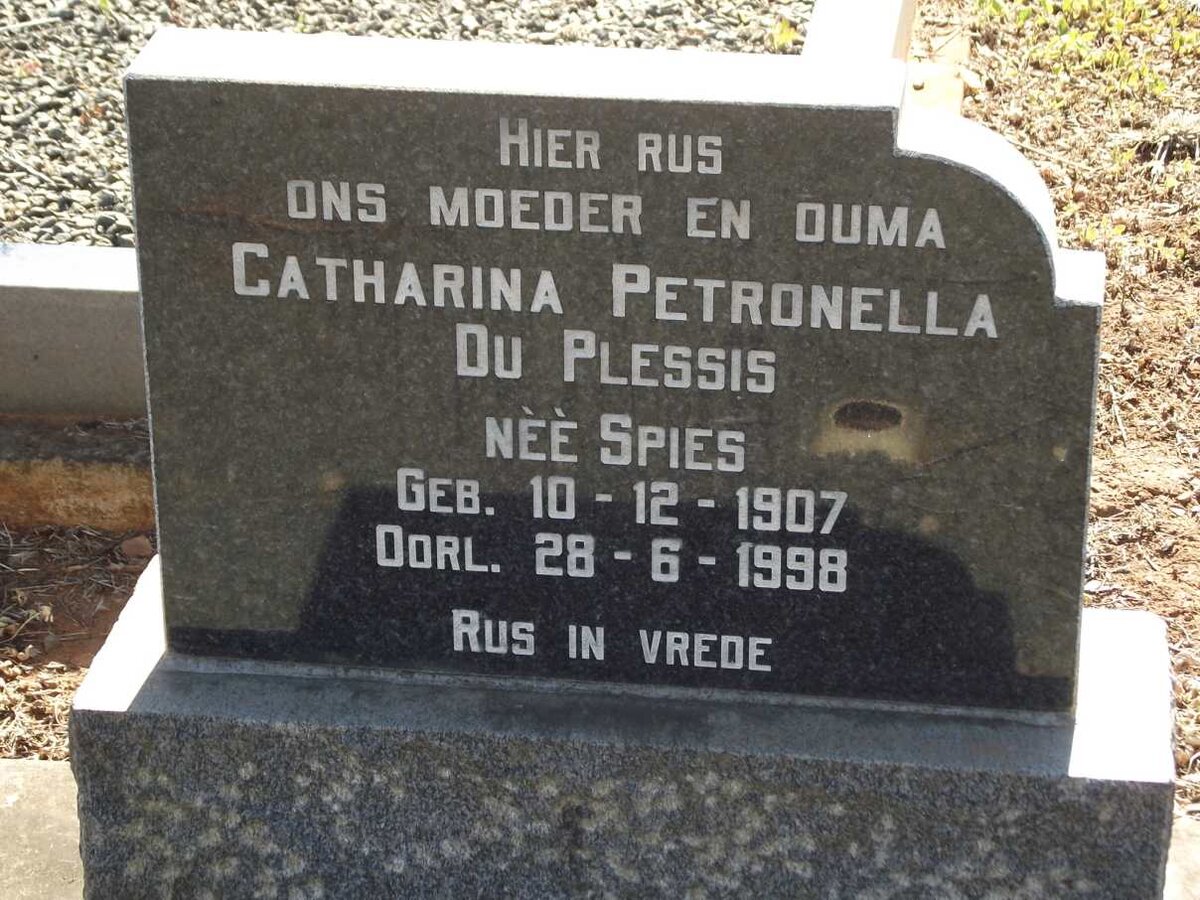 HIER RUS
ONS MOEDER EN OUMA
CATHARINA PETRONELLA
DU PLESSIS
NÈÈ SPIES
GEB. 10 - 12 - 1907
OORL. 28 - 6 - 1998
RUS IN VREDE